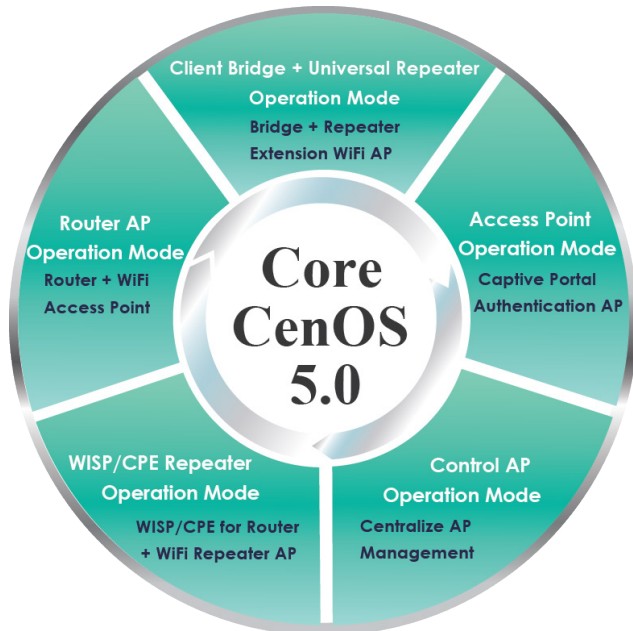 Client Bridge + Universal Repeater
Operation Mode
Bridge + Repeater
Extension WiFi AP
Router AP
Operation Mode
Router + WiFi
Access Point
Access Point
Operation Mode
Captive Portal
Authentication AP
Core
CenOS
5.0
WISP/CPE Repeater
Operation Mode
WISP/CPE for Router
+ WiFi Repeater AP
Control AP
Operation Mode
Centralize AP
Management